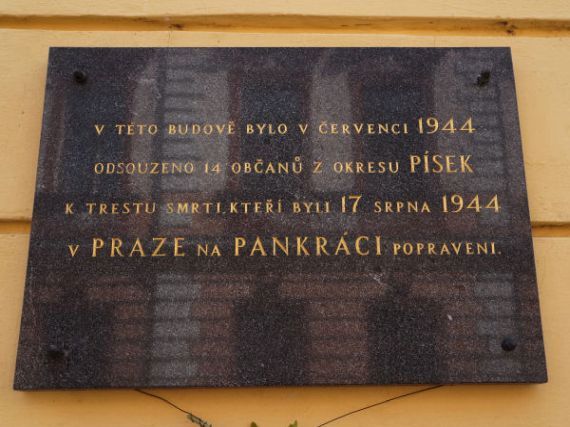 V TÉTO BUDOVĚ BYLO V ČERVENCI 1944
ODSOUZENO 14 OBČANŮ Z OKRESU PÍSEK
K TRESTU SMRTI, KTEŘÍ BYLI 17 SRPNA 1944
V PRAZE NA PANKRÁCI POPRAVENI.